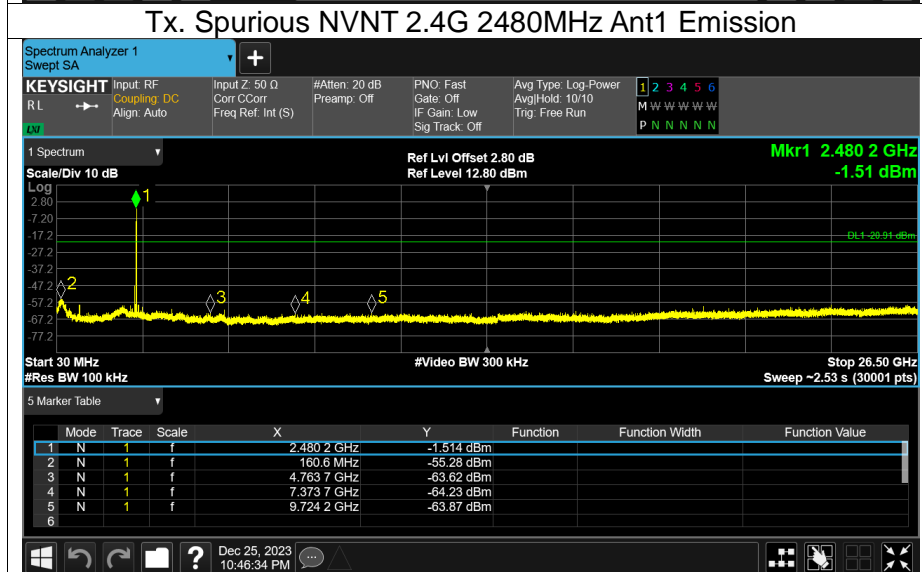 Tx. Spurious NVNT 2.4G 2480MHz Ant1 Emission
Spectrum Analyzer 1
Swept SA
+
KEYSIGHT
R L
LXI
Input: RF
Coupling: DC
Align: Auto
Input Z: 50 Ω
Corr CCorr
Freq Ref: Int (S)
#Atten: 20 dB
Preamp: Off
PNO: Fast
Gate: Off
IF Gain: Low
Sig Track: Off
Avg Type: Log-Power
Avg|Hold: 10/10
Trig: Free Run
1 2 3 4 5 6
M W W W W W
P N N N N N
1 Spectrum
Scale/Div 10 dB
Ref Lvl Offset 2.80 dB
Ref Level 12.80 dBm
Mkr1 2.480 2 GHz
-1.51 dBm
Log
2.80
-7.20
-17.2
-27.2
-37.2
-47.2
-57.2
-67.2
-77.2
1
2
3
4
5
DL1 -20.91 dBm
Start 30 MHz
#Res BW 100 kHz
#Video BW 300 kHz
Stop 26.50 GHz
Sweep ~2.53 s (30001 pts)
5 Marker Table
Mode Trace Scale X Y Function Function Width Function Value
1 N 1 f 2.480 2 GHz -1.514 dBm
2 N 1 f 160.6 MHz -55.28 dBm
3 N 1 f 4.763 7 GHz -63.62 dBm
4 N 1 f 7.373 7 GHz -64.23 dBm
5 N 1 f 9.724 2 GHz -63.87 dBm
6
?
Dec 25, 2023
10:46:34 PM